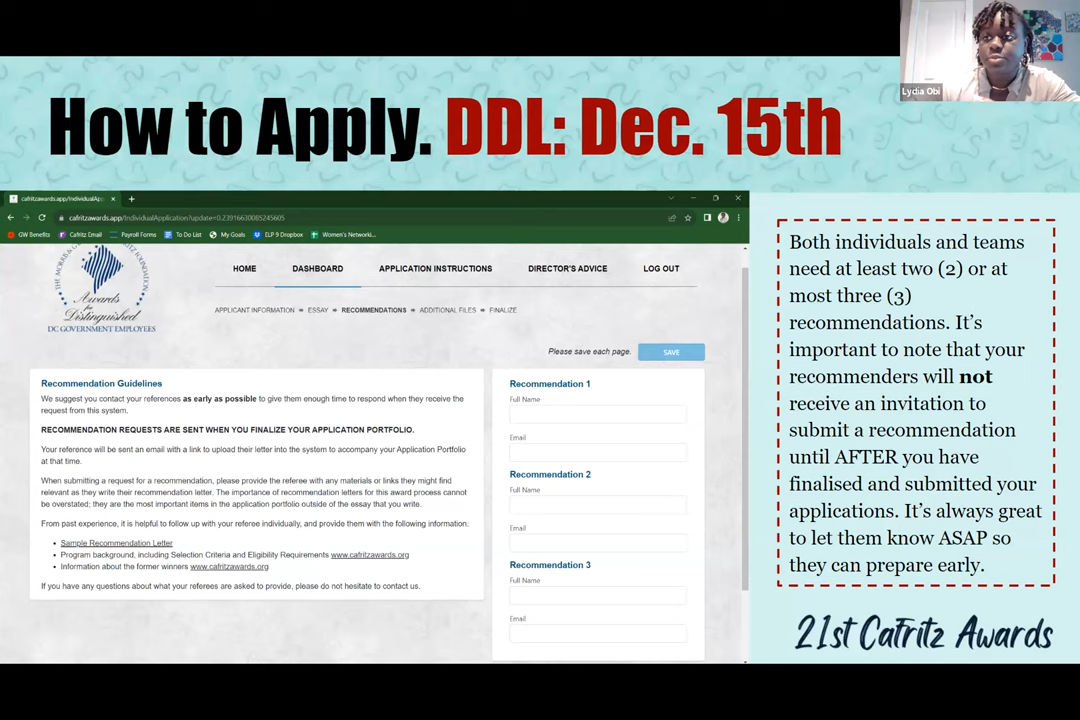 Lydia Obi
How to Apply. DDL: Dec. 15th
cafritzawards.app/IndividualApp
cafritzawards.app/IndividualApplication?update=0.23916630085245605
GW Benefits Cafritz Email Payroll Forms To Do List My Goals ELP 9 Dropbox Women's Networki...
THE MORRIS & GWENDOLYN CAFRITZ FOUNDATION
Awards
for
Distinguished
DC GOVERNMENT EMPLOYEES
HOME DASHBOARD APPLICATION INSTRUCTIONS DIRECTOR'S ADVICE LOG OUT
APPLICANT INFORMATION ESSAY RECOMMENDATIONS ADDITIONAL FILES FINALIZE
Please save each page. SAVE
Recommendation Guidelines
We suggest you contact your references as early as possible to give them enough time to respond when they receive the
request from this system.
RECOMMENDATION REQUESTS ARE SENT WHEN YOU FINALIZE YOUR APPLICATION PORTFOLIO.
Your reference will be sent an email with a link to upload their letter into the system to accompany your Application Portfolio
at that time.
When submitting a request for a recommendation, please provide the referee with any materials or links they might find
relevant as they write their recommendation letter. The importance of recommendation letters for this award process cannot
be overstated; they are the most important items in the application portfolio outside of the essay that you write.
From past experience, it is helpful to follow up with your referee individually, and provide them with the following information:
• Sample Recommendation Letter
• Program background, including Selection Criteria and Eligibility Requirements www.cafritzawards.org
• Information about the former winners www.cafritzawards.org
If you have any questions about what your referees are asked to provide, please do not hesitate to contact us.
Recommendation 1
Full Name
Email
Recommendation 2
Full Name
Email
Recommendation 3
Full Name
Email
Both individuals and teams
need at least two (2) or at
most three (3)
recommendations. It's
important to note that your
recommenders will not
receive an invitation to
submit a recommendation
until AFTER you have
finalised and submitted your
applications. It's always great
to let them know ASAP so
they can prepare early.
21st Cafritz Awards